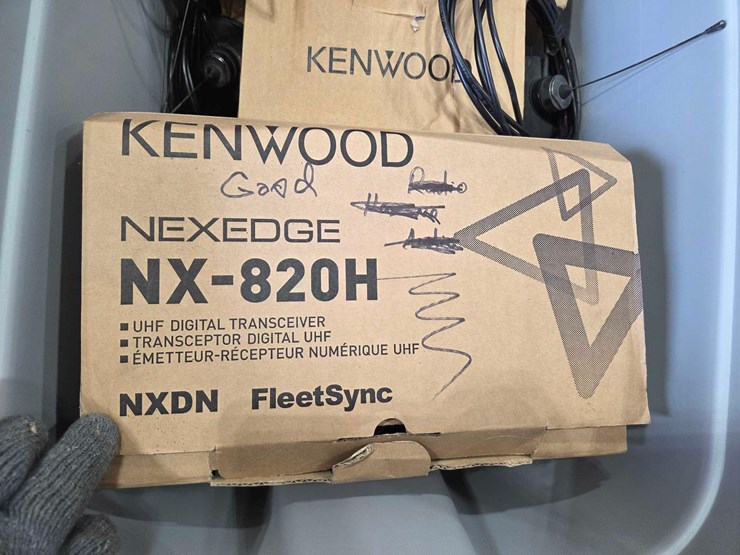 KENWOOD
KENWOOD
Good
Radio
NEXEDGE
NX-820H
■ UHF DIGITAL TRANSCEIVER
■ TRANSCEPTOR DIGITAL UHF
■ ÉMETTEUR-RÉCEPTEUR NUMÉRIQUE UHF
NXDN FleetSync